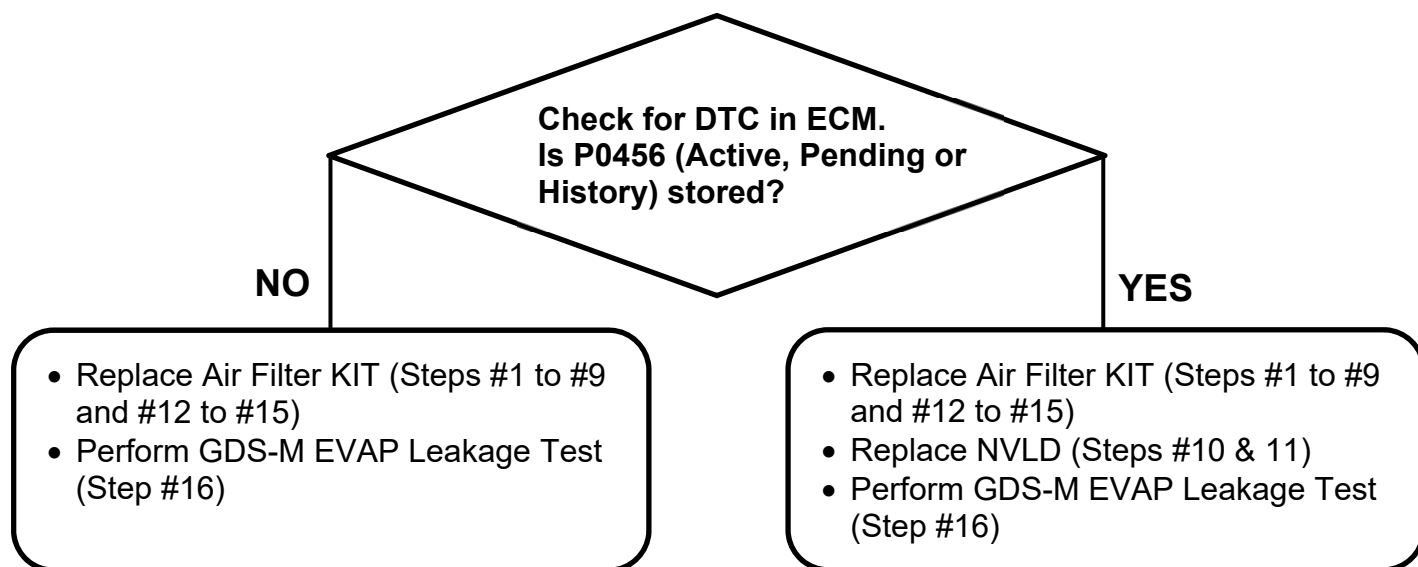 Check for DTC in ECM.
Is P0456 (Active, Pending or
History) stored?
NO
YES
• Replace Air Filter KIT (Steps #1 to #9
and #12 to #15)
• Perform GDS-M EVAP Leakage Test
(Step #16)
• Replace Air Filter KIT (Steps #1 to #9
and #12 to #15)
• Replace NVLD (Steps #10 & 11)
• Perform GDS-M EVAP Leakage Test
(Step #16)